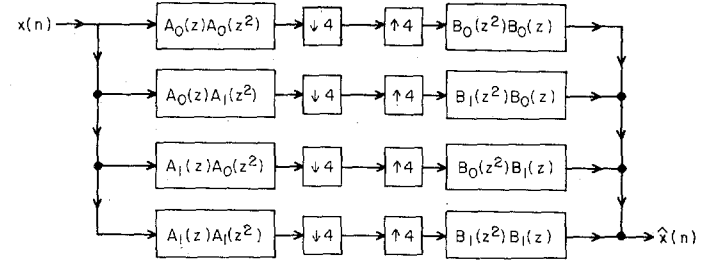 x(n) A₀(z)A₀(z²) ↓4 ↑4 B₀(z²)B₀(z)
A₀(z)A₁(z²) ↓4 ↑4 B₁(z²)B₀(z)
A₁(z)A₀(z²) ↓4 ↑4 B₀(z²)B₁(z)
A₁(z)A₁(z²) ↓4 ↑4 B₁(z²)B₁(z) x̂(n)